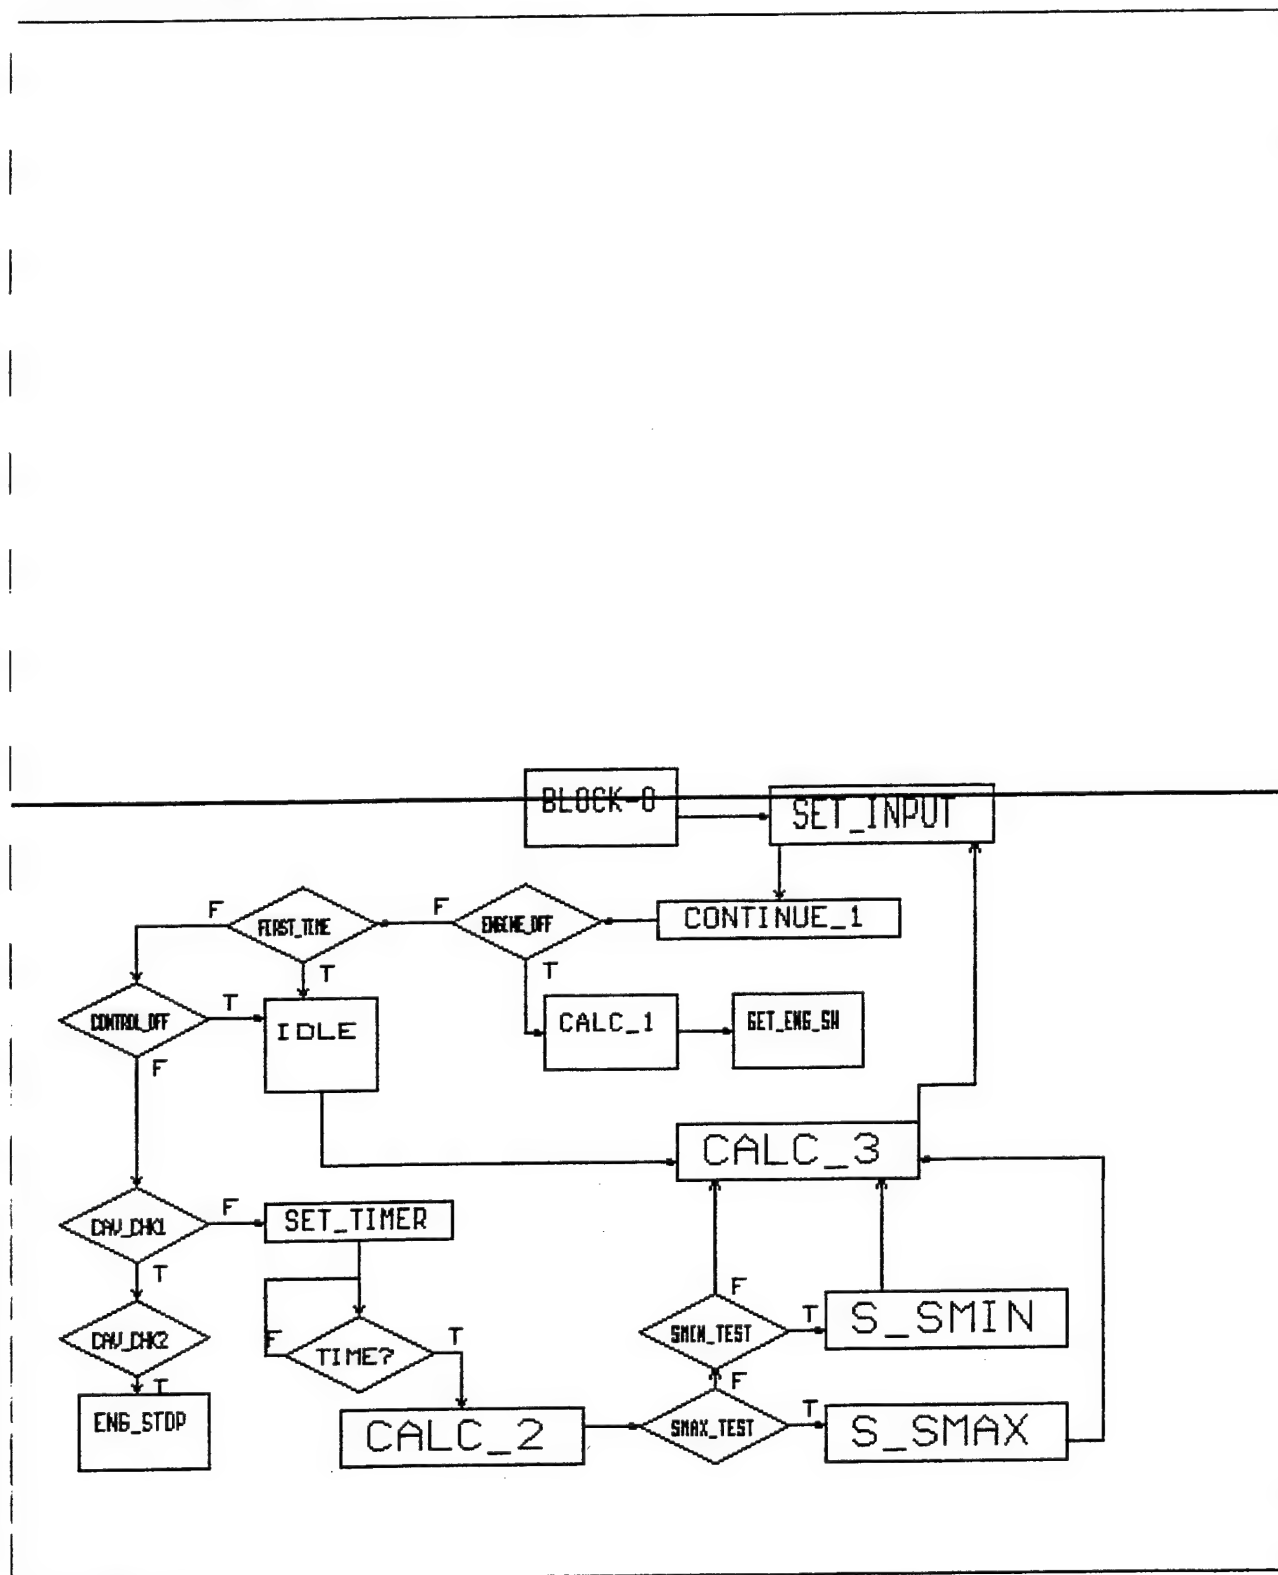 BLOCK-0
SET_INPUT
F
FIRST_TIME
F
ENGINE_OFF
CONTINUE_1
T
T
CONTROL_OFF
T
IDLE
CALC_1
GET_ENG_SW
F
CALC_3
CAV_CHK1
F
SET_TIMER
T
F
CAV_CHK2
F
TIME?
T
SMIN_TEST
T
S_SMIN
T
F
ENG_STOP
CALC_2
SMAX_TEST
T
S_SMAX